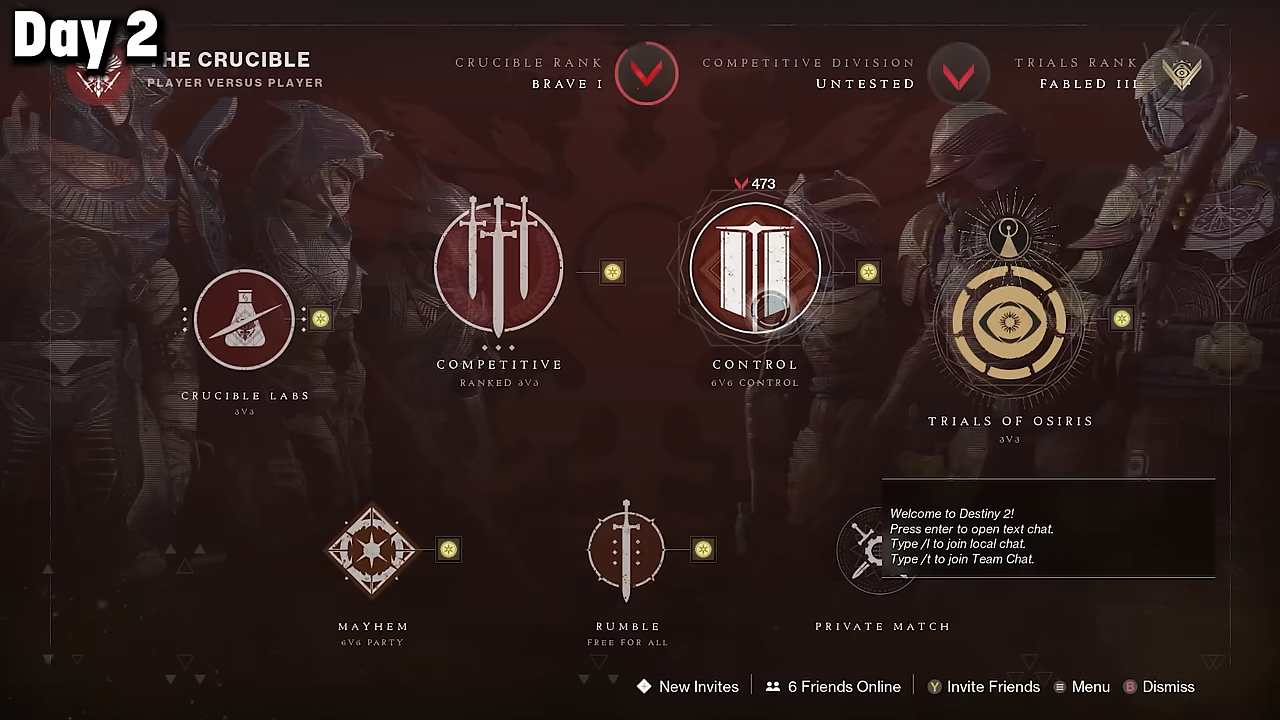 Day 2
THE CRUCIBLE
PLAYER VERSUS PLAYER
CRUCIBLE RANK
BRAVE I
COMPETITIVE DIVISION
UNTESTED
TRIALS RANK
FABLED III
473
COMPETITIVE
RANKED 3V3
CONTROL
6V6 CONTROL
CRUCIBLE LABS
3V3
TRIALS OF OSIRIS
3V3
Welcome to Destiny 2!
Press enter to open text chat.
Type /l to join local chat.
Type /t to join Team Chat.
MAYHEM
6V6 PARTY
RUMBLE
FREE FOR ALL
PRIVATE MATCH
New Invites
6 Friends Online
Y Invite Friends
Menu
B Dismiss